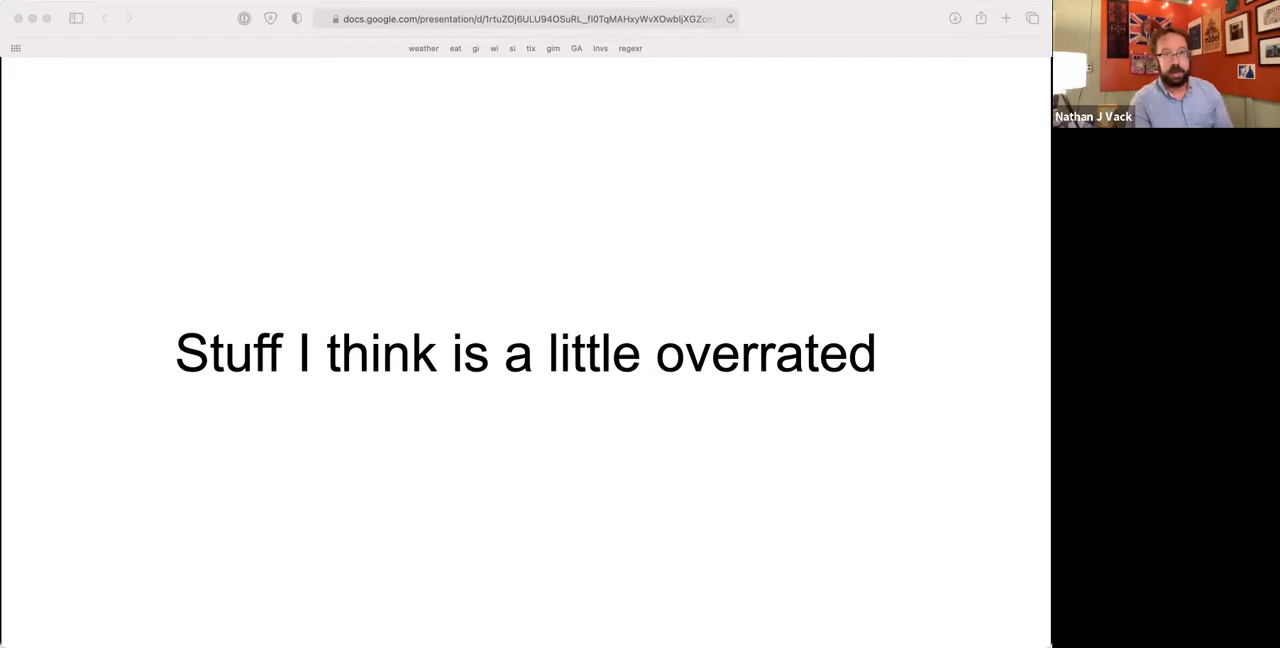 docs.google.com/presentation/d/1rtuZOj6ULU94OSuRL_fI0TqMAHxyWvXOwbIjXGZcm
weather eat gi wi si tix gim GA Invs regexr
Nathan J Vack
Stuff I think is a little overrated